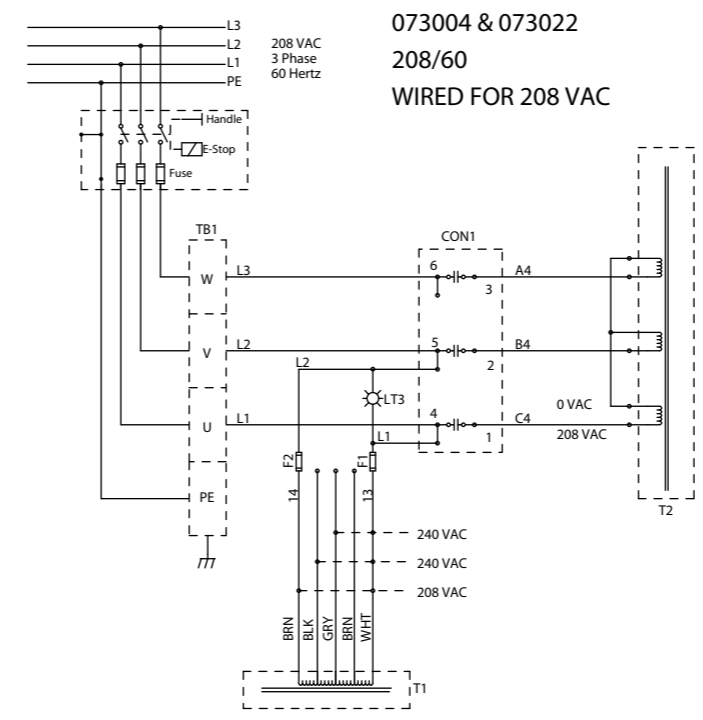 073004 & 073022
208/60
WIRED FOR 208 VAC
L3
L2
L1
PE
208 VAC
3 Phase
60 Hertz
Handle
E-Stop
Fuse
TB1
CON1
W
L3
6
3
A4
V
L2
5
2
B4
L2
LT3
U
L1
4
1
C4
0 VAC
208 VAC
L1
F2
F1
14
13
PE
T2
240 VAC
240 VAC
208 VAC
BRN
BLK
GRY
BRN
WHT
T1